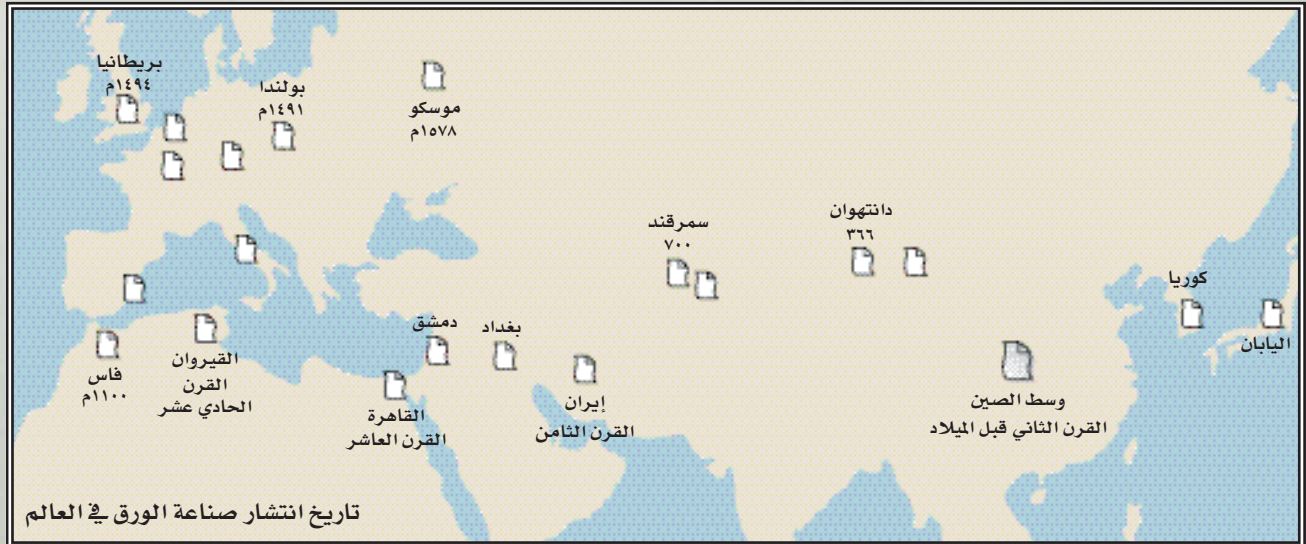 بريطانيا
١٤٩٤م
بولندا
١٤٩١م
موسكو
١٥٧٨م
سمرقند
٧٠٠
دانتهوان
٣٦٦
كوريا
اليابان
دمشق
بغداد
فاس
١١٠٠م
القيروان
القرن
الحادي عشر
القاهرة
القرن العاشر
إيران
القرن الثامن
وسط الصين
القرن الثاني قبل الميلاد
تاريخ انتشار صناعة الورق في العالم